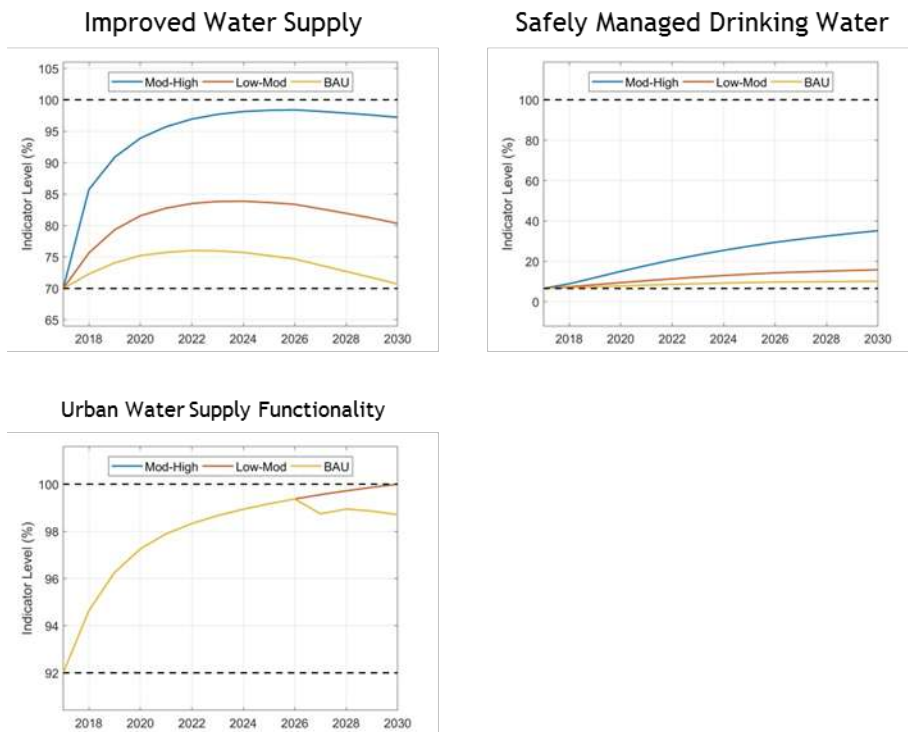 Improved Water Supply
Mod-High Low-Mod BAU
105
100
95
90
85
80
75
70
65
Indicator Level (%)
2018 2020 2022 2024 2026 2028 2030
Safely Managed Drinking Water
Mod-High Low-Mod BAU
100
80
60
40
20
0
Indicator Level (%)
2018 2020 2022 2024 2026 2028 2030
Urban Water Supply Functionality
Mod-High Low-Mod BAU
100
98
96
94
92
Indicator Level (%)
2018 2020 2022 2024 2026 2028 2030